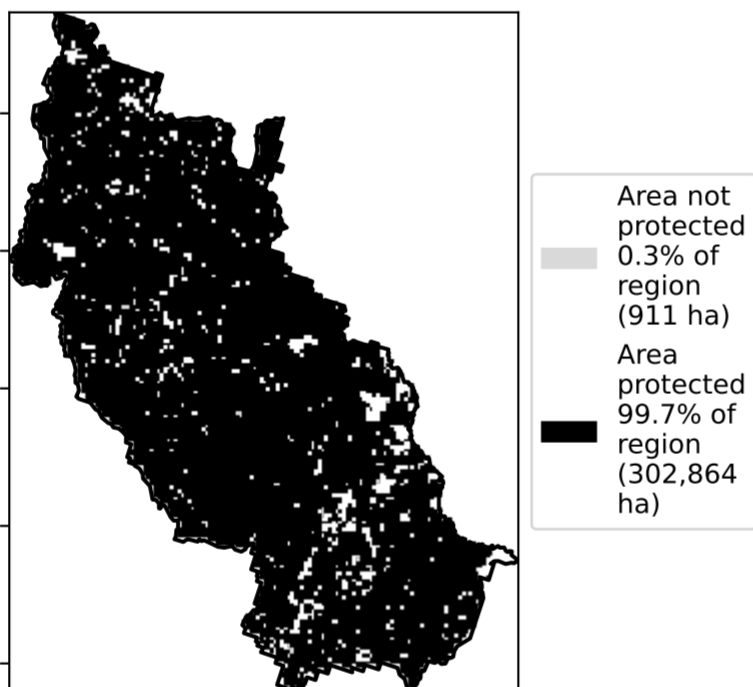 Area not
protected
0.3% of
region
(911 ha)
Area
protected
99.7% of
region
(302,864
ha)